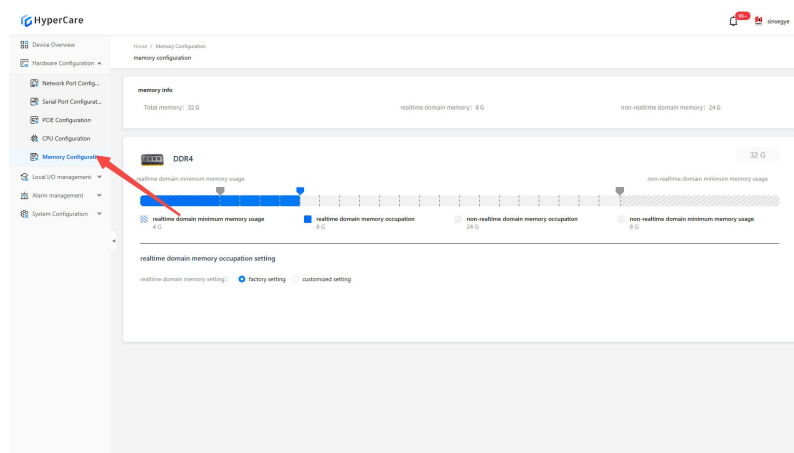 HyperCare
99+
sinsegye
Device Overview
Hardware Configuration
Network Port Config...
Serial Port Configurat...
PCIE Configuration
CPU Configuration
Memory Configurati
Local I/O management
Alarm management
System Configuration
Home / Memory Configuration
memory configuration
memory info
Total memory: 32 G
realtime domain memory: 8 G
non-realtime domain memory: 24 G
DDR4
32 G
realtime domain minimum memory usage
non-realtime domain minimum memory usage
realtime domain minimum memory usage
4 G
realtime domain memory occupation
8 G
non-realtime domain memory occupation
24 G
non-realtime domain minimum memory usage
8 G
realtime domain memory occupation setting
realtime domain memory setting: factory setting customized setting